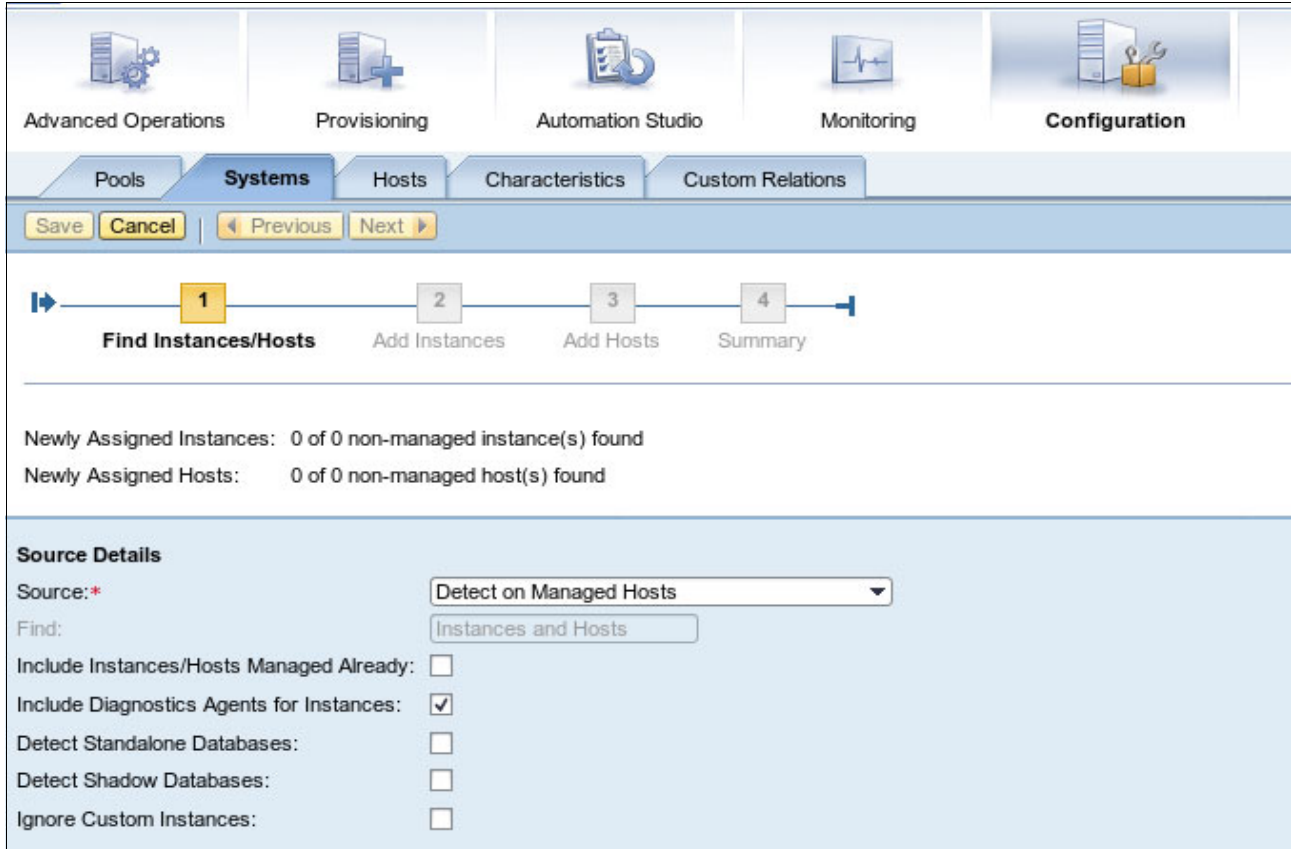 Advanced Operations Provisioning Automation Studio Monitoring Configuration
Pools Systems Hosts Characteristics Custom Relations
Save Cancel Previous Next
1 2 3 4
Find Instances/Hosts Add Instances Add Hosts Summary
Newly Assigned Instances: 0 of 0 non-managed instance(s) found
Newly Assigned Hosts: 0 of 0 non-managed host(s) found
Source Details
Source:* Detect on Managed Hosts
Find: Instances and Hosts
Include Instances/Hosts Managed Already:
Include Diagnostics Agents for Instances:
Detect Standalone Databases:
Detect Shadow Databases:
Ignore Custom Instances: